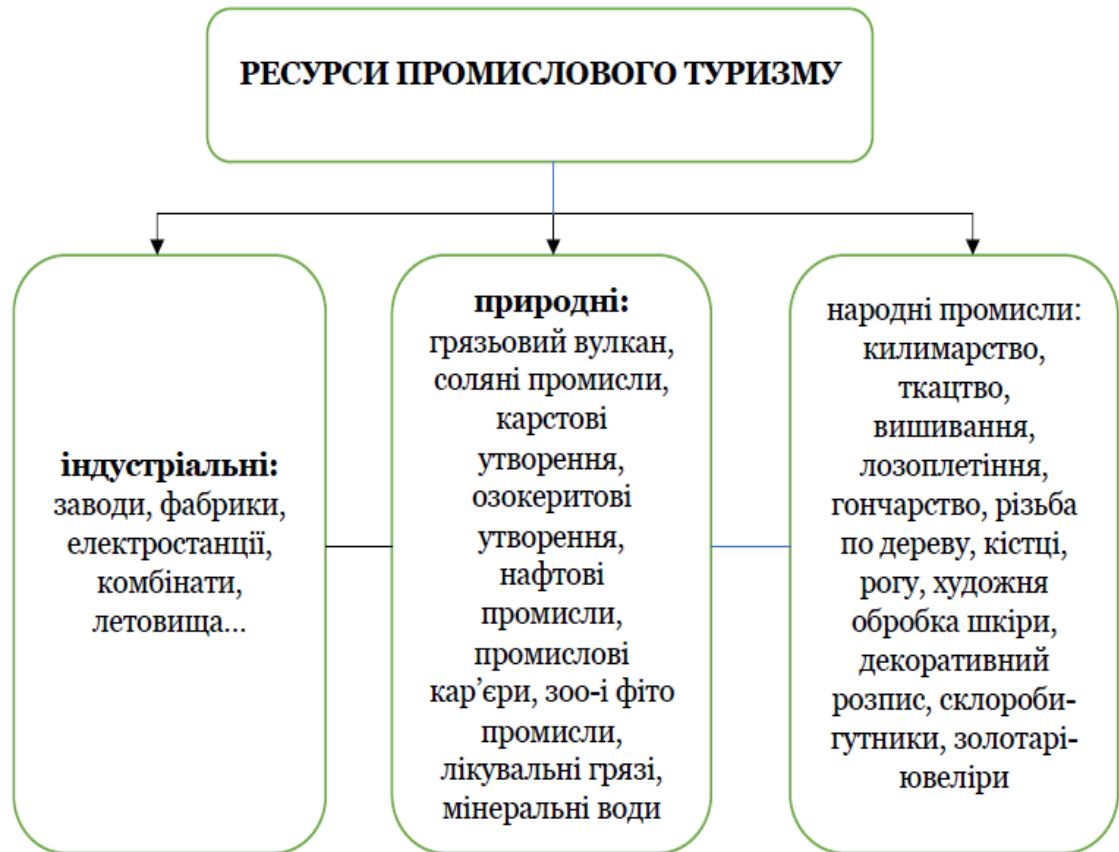 РЕСУРСИ ПРОМИСЛОВОГО ТУРИЗМУ
індустріальні:
заводи, фабрики,
електростанції,
комбінати,
летовища...
природні:
грязьовий вулкан,
соляні промисли,
карстові
утворення,
озокеритові
утворення,
нафтові
промисли,
промислові
кар’єри, зоо-і фіто
промисли,
лікувальні грязі,
мінеральні води
народні промисли:
килимарство,
ткацтво,
вишивання,
лозоплетіння,
гончарство, різьба
по дереву, кістці,
рогу, художня
обробка шкіри,
декоративний
розпис, склороби-
гутники, золотарі-
ювеліри